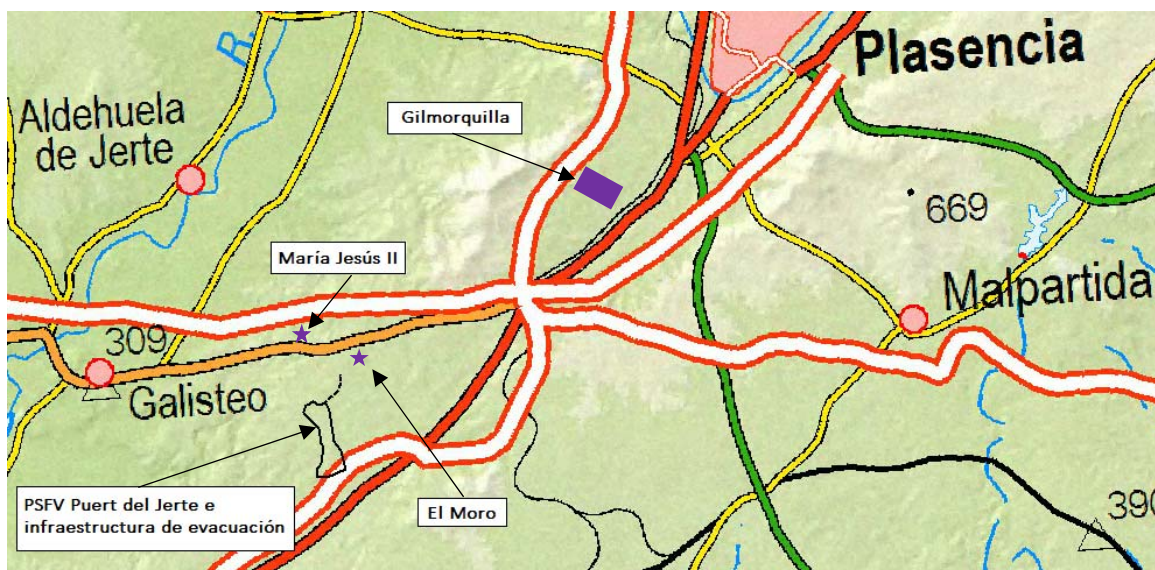 R.
Plasencia
Aldehuela
de Jerte
Gilmorquilla
669
María Jesús II
Malpartida
309
Galisteo
PSFV Puert del Jerte e
infraestructura de evacuación
El Moro
390